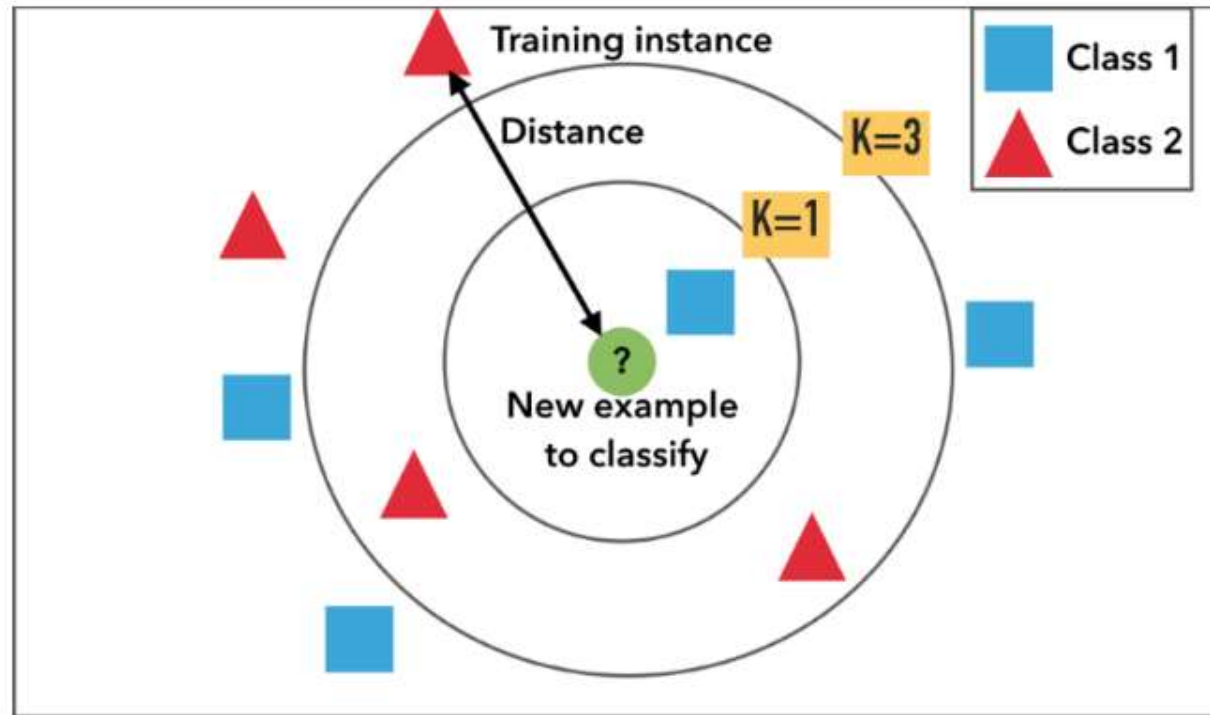 Training instance
Class 1
Distance
K=3
Class 2
K=1
?
New example
to classify